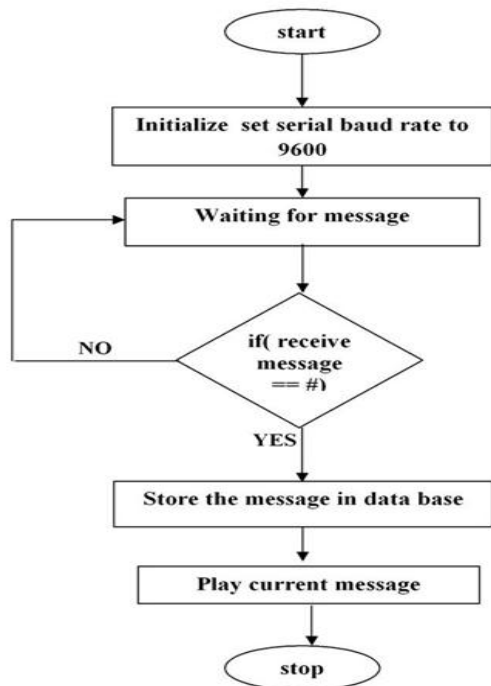 start
Initialize set serial baud rate to
9600
Waiting for message
if( receive
message
== #)
NO
YES
Store the message in data base
Play current message
stop